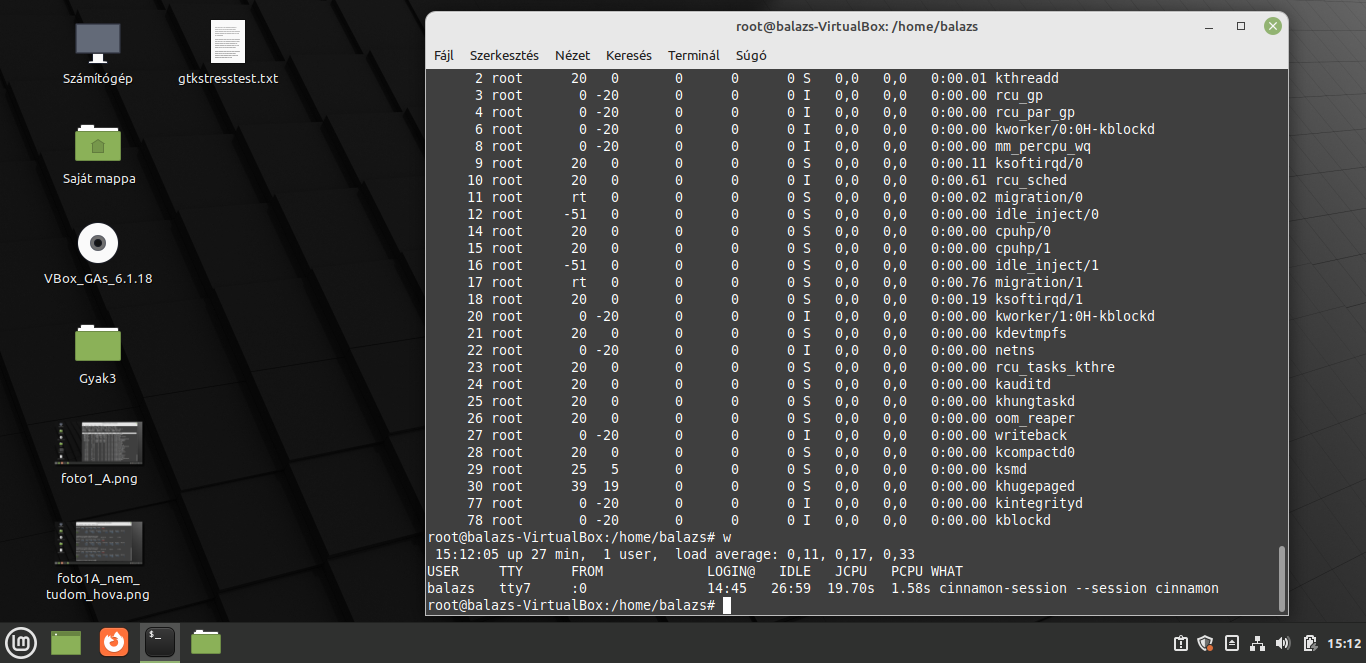 Számítógép
gtkstresstest.txt
Saját mappa
VBox_GAs_6.1.18
Gyak3
foto1_A.png
foto1A_nem_
tudom_hova.png
root@balazs-VirtualBox: /home/balazs
Fájl Szerkesztés Nézet Keresés Terminál Súgó
2 root 20 0 0 0 0 S 0,0 0,0 0:00.01 kthreadd
3 root 0 -20 0 0 0 I 0,0 0,0 0:00.00 rcu_gp
4 root 0 -20 0 0 0 I 0,0 0,0 0:00.00 rcu_par_gp
6 root 0 -20 0 0 0 I 0,0 0,0 0:00.00 kworker/0:0H-kblockd
8 root 0 -20 0 0 0 I 0,0 0,0 0:00.00 mm_percpu_wq
9 root 20 0 0 0 0 S 0,0 0,0 0:00.11 ksoftirqd/0
10 root 20 0 0 0 0 I 0,0 0,0 0:00.61 rcu_sched
11 root rt 0 0 0 0 S 0,0 0,0 0:00.02 migration/0
12 root -51 0 0 0 0 S 0,0 0,0 0:00.00 idle_inject/0
14 root 20 0 0 0 0 S 0,0 0,0 0:00.00 cpuhp/0
15 root 20 0 0 0 0 S 0,0 0,0 0:00.00 cpuhp/1
16 root -51 0 0 0 0 S 0,0 0,0 0:00.00 idle_inject/1
17 root rt 0 0 0 0 S 0,0 0,0 0:00.76 migration/1
18 root 20 0 0 0 0 S 0,0 0,0 0:00.19 ksoftirqd/1
20 root 0 -20 0 0 0 I 0,0 0,0 0:00.00 kworker/1:0H-kblockd
21 root 20 0 0 0 0 S 0,0 0,0 0:00.00 kdevtmpfs
22 root 0 -20 0 0 0 I 0,0 0,0 0:00.00 netns
23 root 20 0 0 0 0 S 0,0 0,0 0:00.00 rcu_tasks_kthre
24 root 20 0 0 0 0 S 0,0 0,0 0:00.00 kauditd
25 root 20 0 0 0 0 S 0,0 0,0 0:00.00 khungtaskd
26 root 20 0 0 0 0 S 0,0 0,0 0:00.00 oom_reaper
27 root 0 -20 0 0 0 I 0,0 0,0 0:00.00 writeback
28 root 20 0 0 0 0 S 0,0 0,0 0:00.00 kcompactd0
29 root 25 5 0 0 0 S 0,0 0,0 0:00.00 ksmd
30 root 39 19 0 0 0 S 0,0 0,0 0:00.00 khugepaged
77 root 0 -20 0 0 0 I 0,0 0,0 0:00.00 kintegrityd
78 root 0 -20 0 0 0 I 0,0 0,0 0:00.00 kblockd
root@balazs-VirtualBox:/home/balazs# w
15:12:05 up 27 min, 1 user, load average: 0,11, 0,17, 0,33
USER TTY FROM LOGIN@ IDLE JCPU PCPU WHAT
balazs tty7 :0 14:45 26:59 19.70s 1.58s cinnamon-session --session cinnamon
root@balazs-VirtualBox:/home/balazs#
15:12